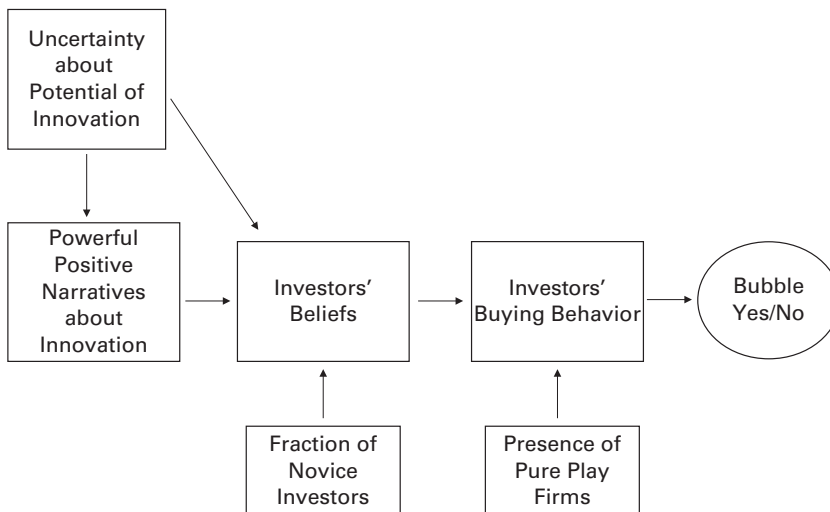 Uncertainty
about
Potential of
Innovation
Powerful
Positive
Narratives
about
Innovation
Investors’
Beliefs
Investors’
Buying Behavior
Bubble
Yes/No
Fraction of
Novice
Investors
Presence of
Pure Play
Firms